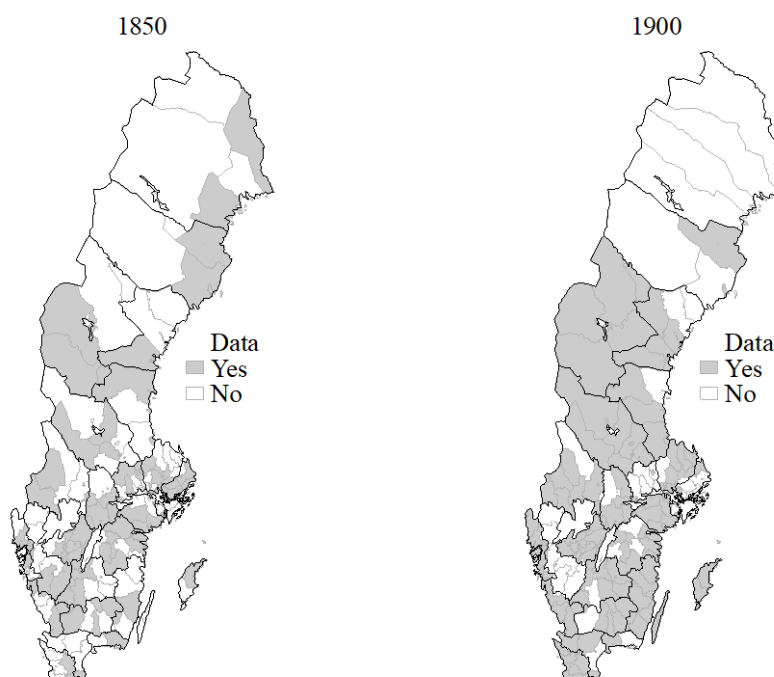 1850
1900
Data
Yes
No
Data
Yes
No